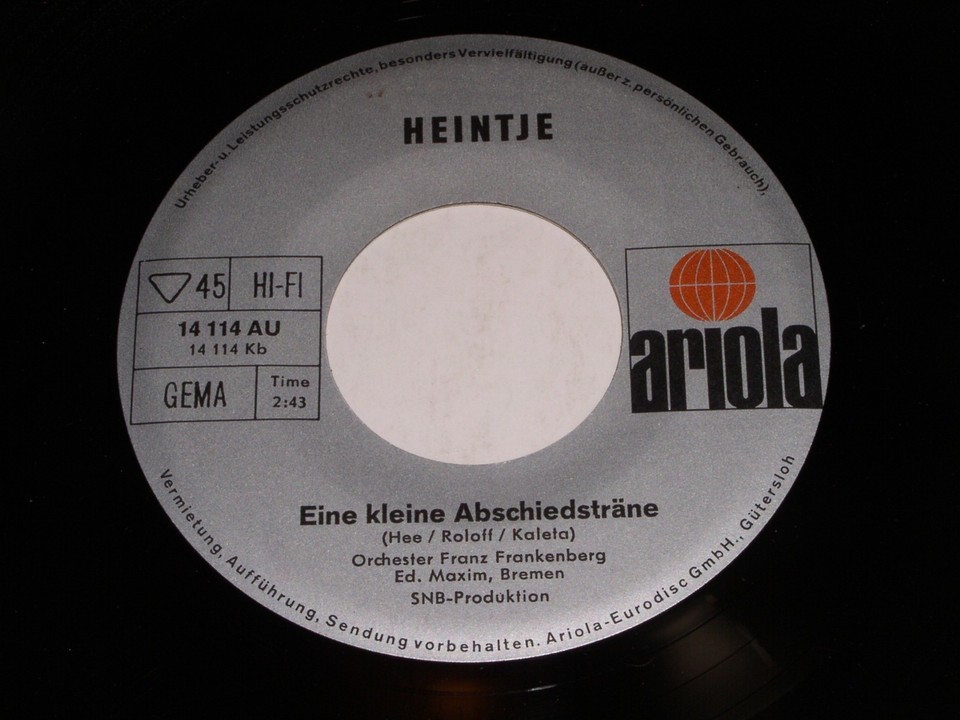 Urheber- u. Leistungsschutzrechte, besonders Vervielfältigung (außer z. persönlichen Gebrauch),
HEINTJE
45 HI-FI
14 114 AU
14 114 Kb
GEMA
Time
2:43
ariola
Eine kleine Abschiedsträne
(Hee / Roloff / Kaleta)
Orchester Franz Frankenberg
Ed. Maxim, Bremen
SNB-Produktion
Vermietung, Aufführung, Sendung vorbehalten. Ariola-Eurodisc GmbH., Gütersloh